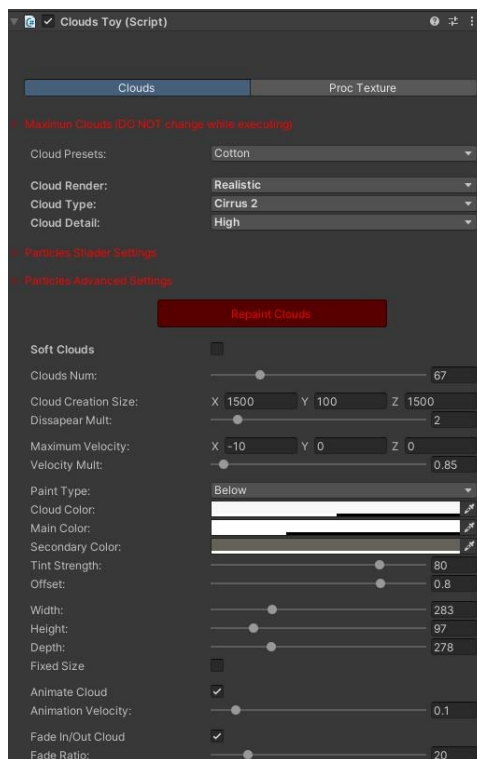 Clouds Toy (Script)
Clouds Proc Texture
Maximun Clouds (DO NOT change while executing)
Cloud Presets: Cotton
Cloud Render: Realistic
Cloud Type: Cirrus 2
Cloud Detail: High
Particles Shader Settings
Particles Advanced Settings
Repaint Clouds
Soft Clouds
Clouds Num: 67
Cloud Creation Size: X 1500 Y 100 Z 1500
Dissapear Mult: 2
Maximum Velocity: X -10 Y 0 Z 0
Velocity Mult: 0.85
Paint Type: Below
Cloud Color:
Main Color:
Secondary Color:
Tint Strength: 80
Offset: 0.8
Width: 283
Height: 97
Depth: 278
Fixed Size
Animate Cloud
Animation Velocity: 0.1
Fade In/Out Cloud
Fade Ratio: 20